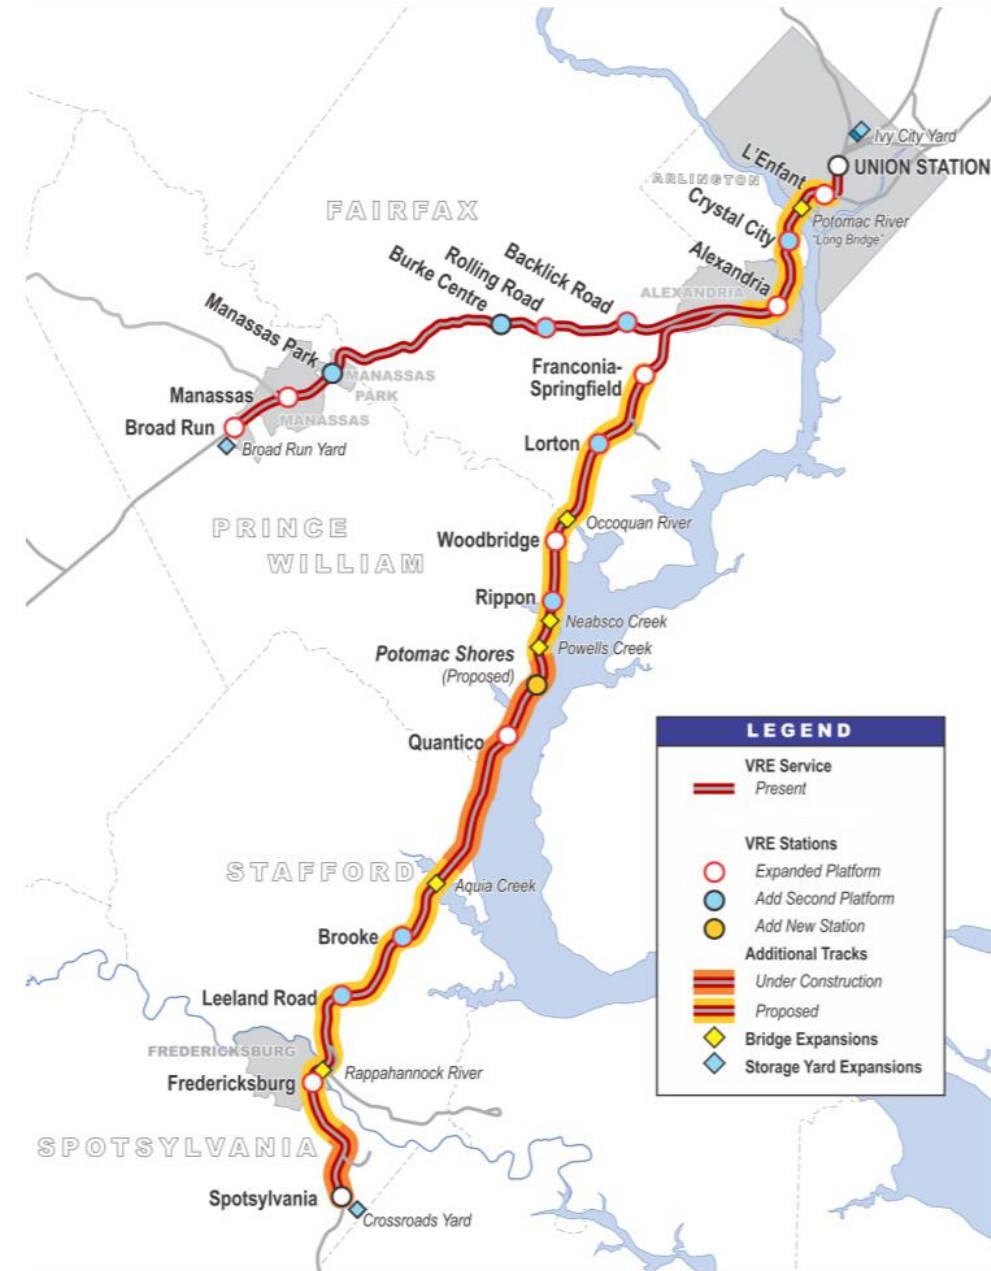 Ivy City Yard
UNION STATION
L'Enfant
ARLINGTON
Crystal City
Potomac River
"Long Bridge"
FAIRFAX
Alexandria
ALEXANDRIA
Backlick Road
Rolling Road
Burke Centre
Manassas Park
MANASSAS
PARK
Manassas
MANASSAS
Broad Run
Broad Run Yard
Franconia-
Springfield
Lorton
PRINCE
WILLIAM
Occoquan River
Woodbridge
Rippon
Neabsco Creek
Powells Creek
Potomac Shores
(Proposed)
Quantico
STAFFORD
Aquia Creek
Brooke
Leeland Road
FREDERICKSBURG
Rappahannock River
Fredericksburg
SPOTSYLVANIA
Spotsylvania
Crossroads Yard
LEGEND
VRE Service
Present
VRE Stations
Expanded Platform
Add Second Platform
Add New Station
Additional Tracks
Under Construction
Proposed
Bridge Expansions
Storage Yard Expansions